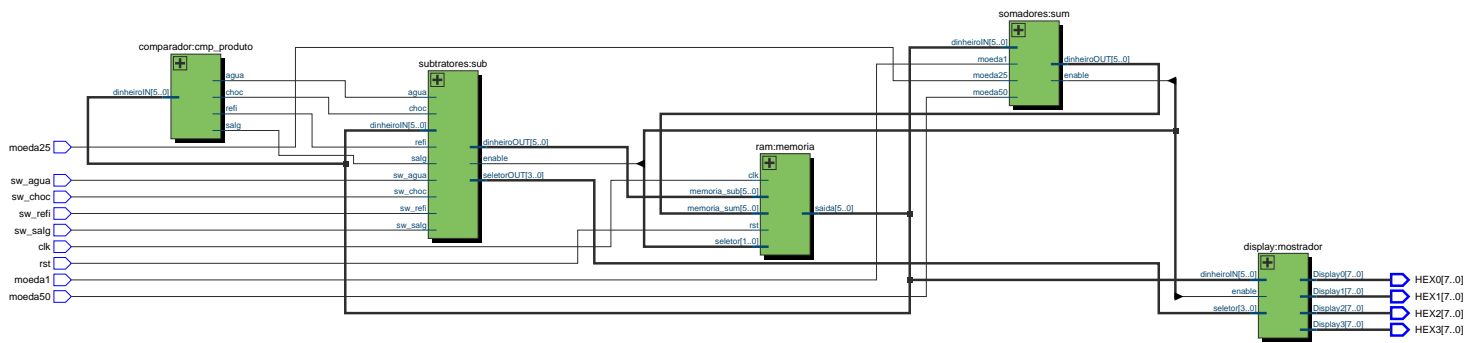 comparador:cmp_produto
dinheiroIN[5..0]
agua
choc
refi
salg
subtratores:sub
agua
choc
dinheiroIN[5..0]
refi
salg
sw_agua
sw_choc
sw_refi
sw_salg
dinheiroOUT[5..0]
enable
seletorOUT[3..0]
somadores:sum
dinheiroIN[5..0]
moeda1
moeda25
moeda50
dinheiroOUT[5..0]
enable
ram:memoria
clk
memoria_sub[5..0]
memoria_sum[5..0]
rst
seletor[1..0]
saida[5..0]
display:mostrador
dinheiroIN[5..0]
enable
seletor[3..0]
Display0[7..0]
Display1[7..0]
Display2[7..0]
Display3[7..0]
moeda25
sw_agua
sw_choc
sw_refi
sw_salg
clk
rst
moeda1
moeda50
HEX0[7..0]
HEX1[7..0]
HEX2[7..0]
HEX3[7..0]